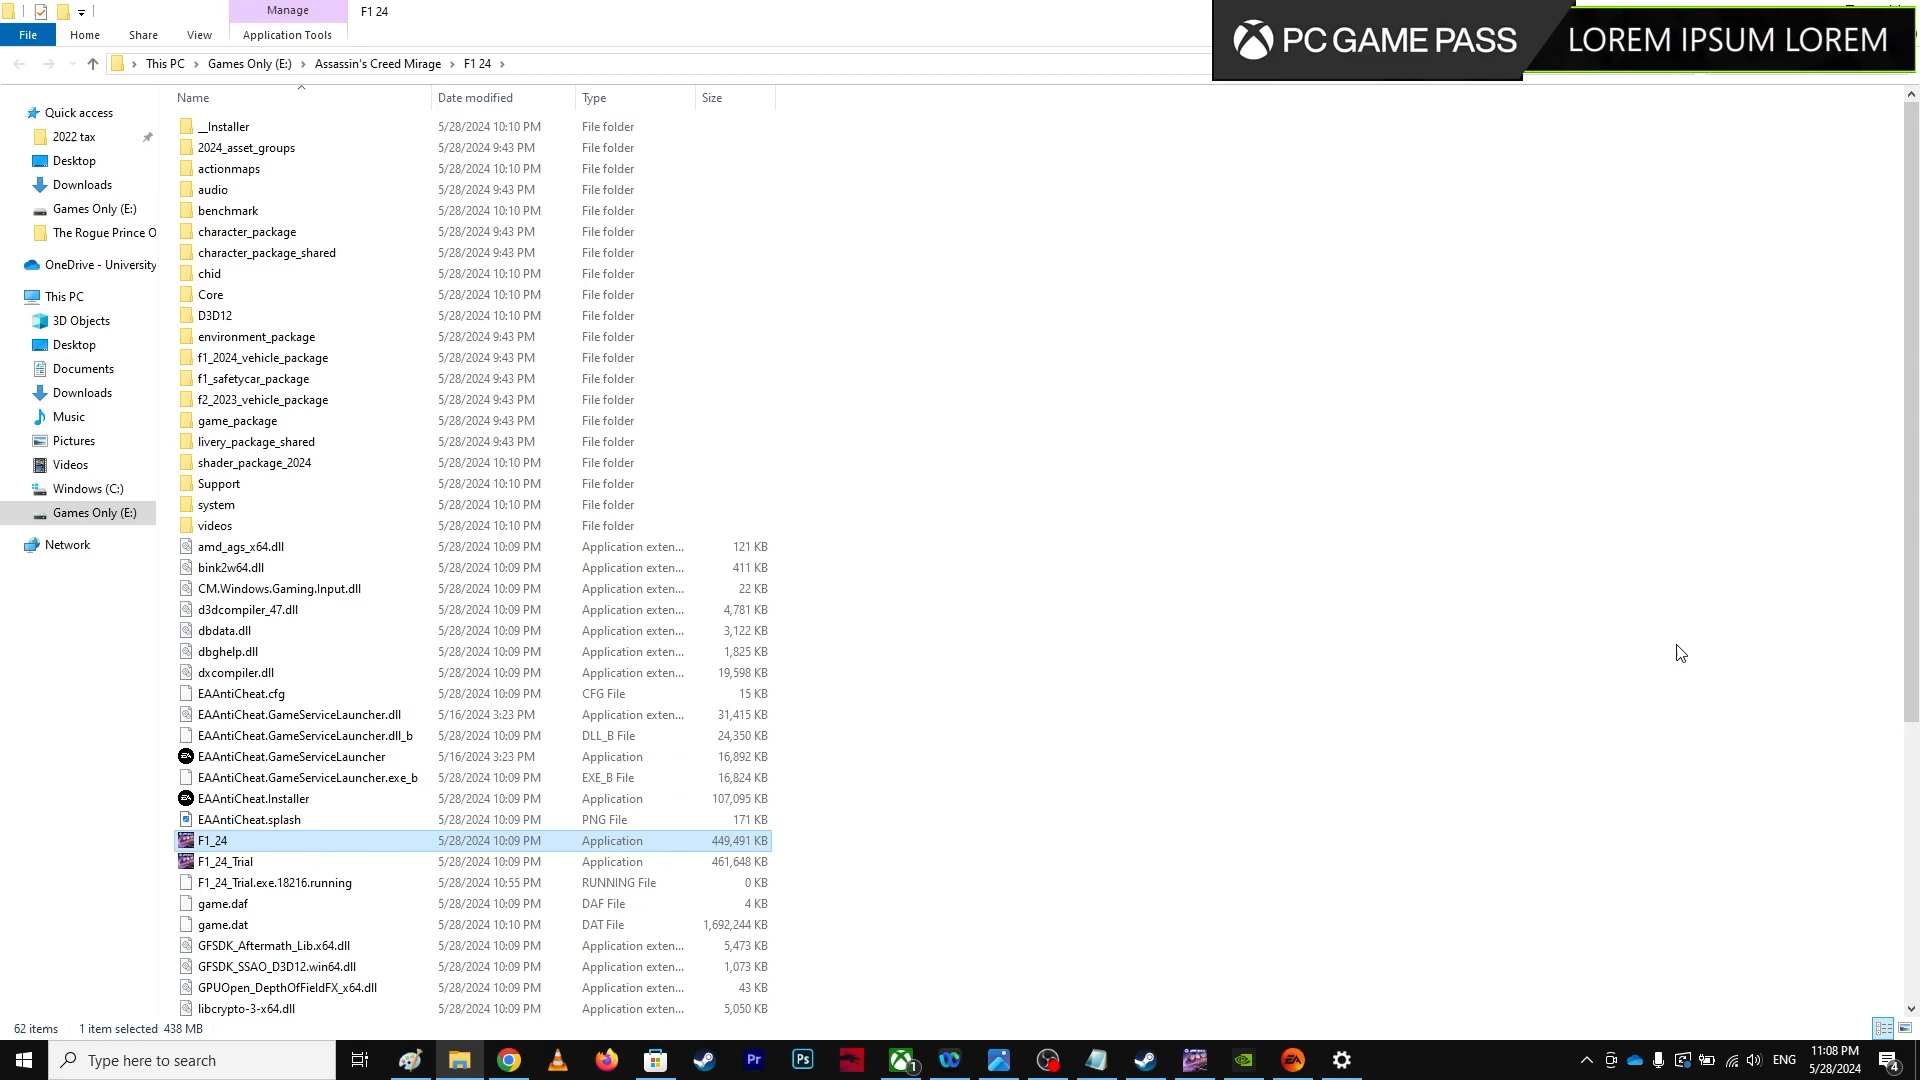 Manage
F1 24
File
Home
Share
View
Application Tools
PC GAME PASS
LOREM IPSUM LOREM
This PC
Games Only (E:)
Assassin's Creed Mirage
F1 24
Name
Date modified
Type
Size
Quick access
2022 tax
Desktop
Downloads
Games Only (E:)
The Rogue Prince O
OneDrive - University
This PC
3D Objects
Desktop
Documents
Downloads
Music
Pictures
Videos
Windows (C:)
Games Only (E:)
Network
__Installer 5/28/2024 10:10 PM File folder
2024_asset_groups 5/28/2024 9:43 PM File folder
actionmaps 5/28/2024 10:10 PM File folder
audio 5/28/2024 9:43 PM File folder
benchmark 5/28/2024 10:10 PM File folder
character_package 5/28/2024 9:43 PM File folder
character_package_shared 5/28/2024 9:43 PM File folder
chid 5/28/2024 10:10 PM File folder
Core 5/28/2024 10:10 PM File folder
D3D12 5/28/2024 10:10 PM File folder
environment_package 5/28/2024 9:43 PM File folder
f1_2024_vehicle_package 5/28/2024 9:43 PM File folder
f1_safetycar_package 5/28/2024 9:43 PM File folder
f2_2023_vehicle_package 5/28/2024 9:43 PM File folder
game_package 5/28/2024 9:43 PM File folder
livery_package_shared 5/28/2024 9:43 PM File folder
shader_package_2024 5/28/2024 10:10 PM File folder
Support 5/28/2024 10:10 PM File folder
system 5/28/2024 10:10 PM File folder
videos 5/28/2024 10:10 PM File folder
amd_ags_x64.dll 5/28/2024 10:09 PM Application exten... 121 KB
bink2w64.dll 5/28/2024 10:09 PM Application exten... 411 KB
CM.Windows.Gaming.Input.dll 5/28/2024 10:09 PM Application exten... 22 KB
d3dcompiler_47.dll 5/28/2024 10:09 PM Application exten... 4,781 KB
dbdata.dll 5/28/2024 10:09 PM Application exten... 3,122 KB
dbghelp.dll 5/28/2024 10:09 PM Application exten... 1,825 KB
dxcompiler.dll 5/28/2024 10:09 PM Application exten... 19,598 KB
EAAntiCheat.cfg 5/28/2024 10:09 PM CFG File 15 KB
EAAntiCheat.GameServiceLauncher.dll 5/16/2024 3:23 PM Application exten... 31,415 KB
EAAntiCheat.GameServiceLauncher.dll_b 5/28/2024 10:09 PM DLL_B File 24,350 KB
EAAntiCheat.GameServiceLauncher 5/16/2024 3:23 PM Application 16,892 KB
EAAntiCheat.GameServiceLauncher.exe_b 5/28/2024 10:09 PM EXE_B File 16,824 KB
EAAntiCheat.Installer 5/28/2024 10:09 PM Application 107,095 KB
EAAntiCheat.splash 5/28/2024 10:09 PM PNG File 171 KB
F1_24 5/28/2024 10:09 PM Application 449,491 KB
F1_24_Trial 5/28/2024 10:09 PM Application 461,648 KB
F1_24_Trial.exe.18216.running 5/28/2024 10:55 PM RUNNING File 0 KB
game.daf 5/28/2024 10:09 PM DAF File 4 KB
game.dat 5/28/2024 10:10 PM DAT File 1,692,244 KB
GFSDK_Aftermath_Lib.x64.dll 5/28/2024 10:09 PM Application exten... 5,473 KB
GFSDK_SSAO_D3D12.win64.dll 5/28/2024 10:09 PM Application exten... 1,073 KB
GPUOpen_DepthOfFieldFX_x64.dll 5/28/2024 10:09 PM Application exten... 43 KB
libcrypto-3-x64.dll 5/28/2024 10:09 PM Application exten... 5,050 KB
62 items 1 item selected 438 MB
Type here to search
Pr
Ps
1
EA
ENG
11:08 PM
5/28/2024
4